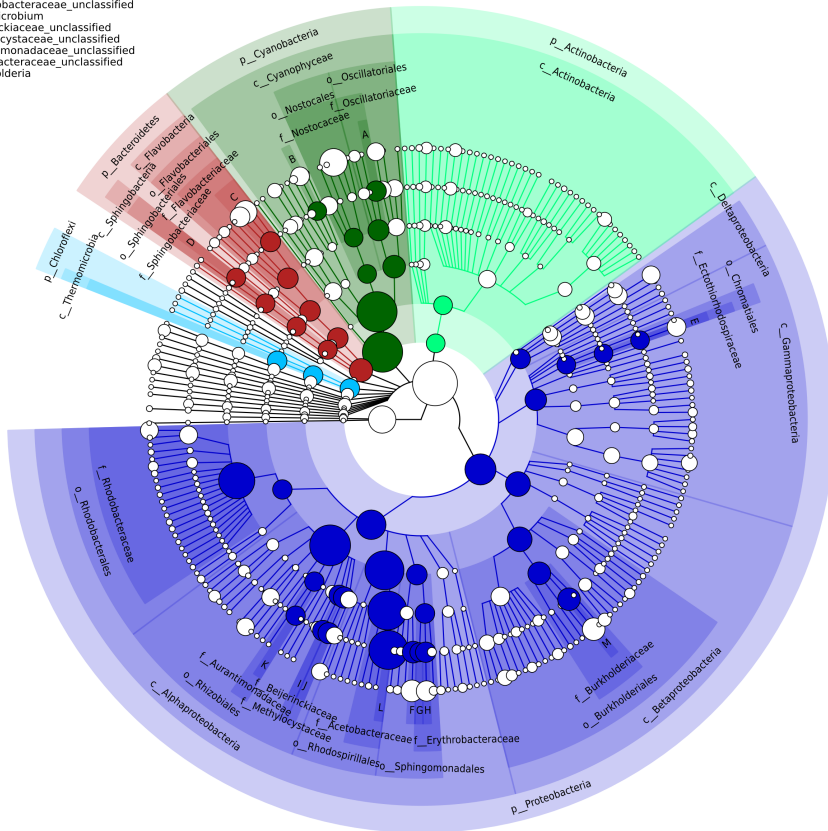 obacteraceae_unclassified
icrobium
ckiaceae_unclassified
cystaceae_unclassified
monadaceae_unclassified
acteraceae_unclassified
olderia
p__Cyanobacteria
c__Cyanophyceae
o__Oscillatoriales
f__Oscillatoriaceae
o__Nostocales
f__Nostocaceae
A
B
p__Actinobacteria
c__Actinobacteria
p__Bacteroidetes
c__Flavobacteria
o__Flavobacteriales
f__Flavobacteriaceae
C
c__Sphingobacteria
o__Sphingobacteriales
f__Sphingobacteriaceae
D
p__Chloroflexi
c__Thermomicrobia
c__Deltaproteobacteria
o__Chromatiales
f__Ectothiorhodospiraceae
E
c__Gammaproteobacteria
f__Rhodobacteraceae
o__Rhodobacterales
M
f__Burkholderiaceae
o__Burkholderiales
c__Betaproteobacteria
K
I
J
L
F
G
H
f__Aurantimonadaceae
o__Rhizobiales
f__Beijerinckiaceae
f__Methylocystaceae
c__Alphaproteobacteria
f__Acetobacteraceae
o__Rhodospirillales
f__Erythrobacteraceae
o__Sphingomonadales
p__Proteobacteria